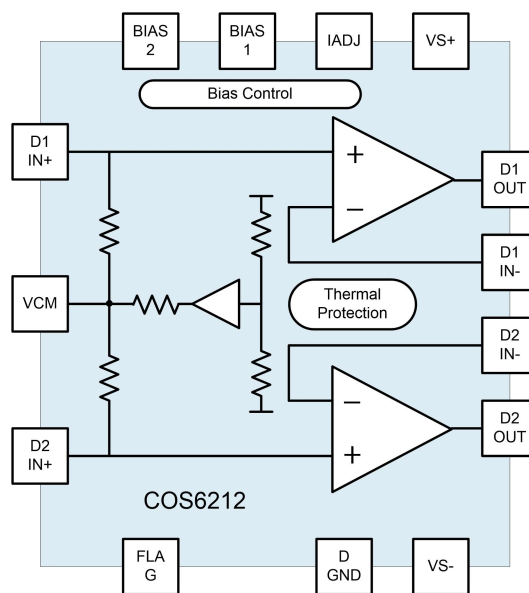 BIAS
2
BIAS
1
IADJ
VS+
Bias Control
D1
IN+
+
−
D1
OUT
D1
IN-
VCM
Thermal
Protection
D2
IN-
−
+
D2
OUT
D2
IN+
COS6212
FLA
G
D
GND
VS-